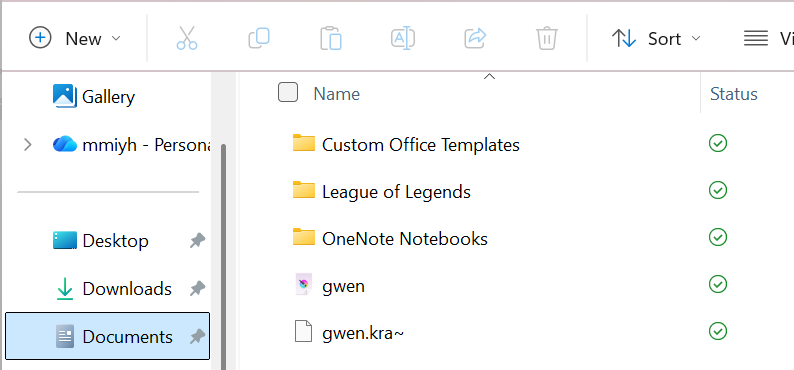 New
Sort
Vi
Gallery
mmiyh - Persona
Desktop
Downloads
Documents
Name
Status
Custom Office Templates
League of Legends
OneNote Notebooks
gwen
gwen.kra~